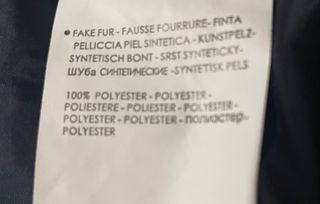 ● FAKE FUR - FAUSSE FOURRURE- FINTA
PELLICCIA PIEL SINTETICA - KUNSTPELZ-
SYNTETISCH BONT - SRST SYNTETICKY-
ШУБа СИНТЕТИЧЕСКИЕ -SYNTETISK PELS
100% POLYESTER - POLYESTER -
POLIESTERE - POLIESTER - POLYESTER-
POLYESTER - POLYESTER - полиэстер-
POLYESTER